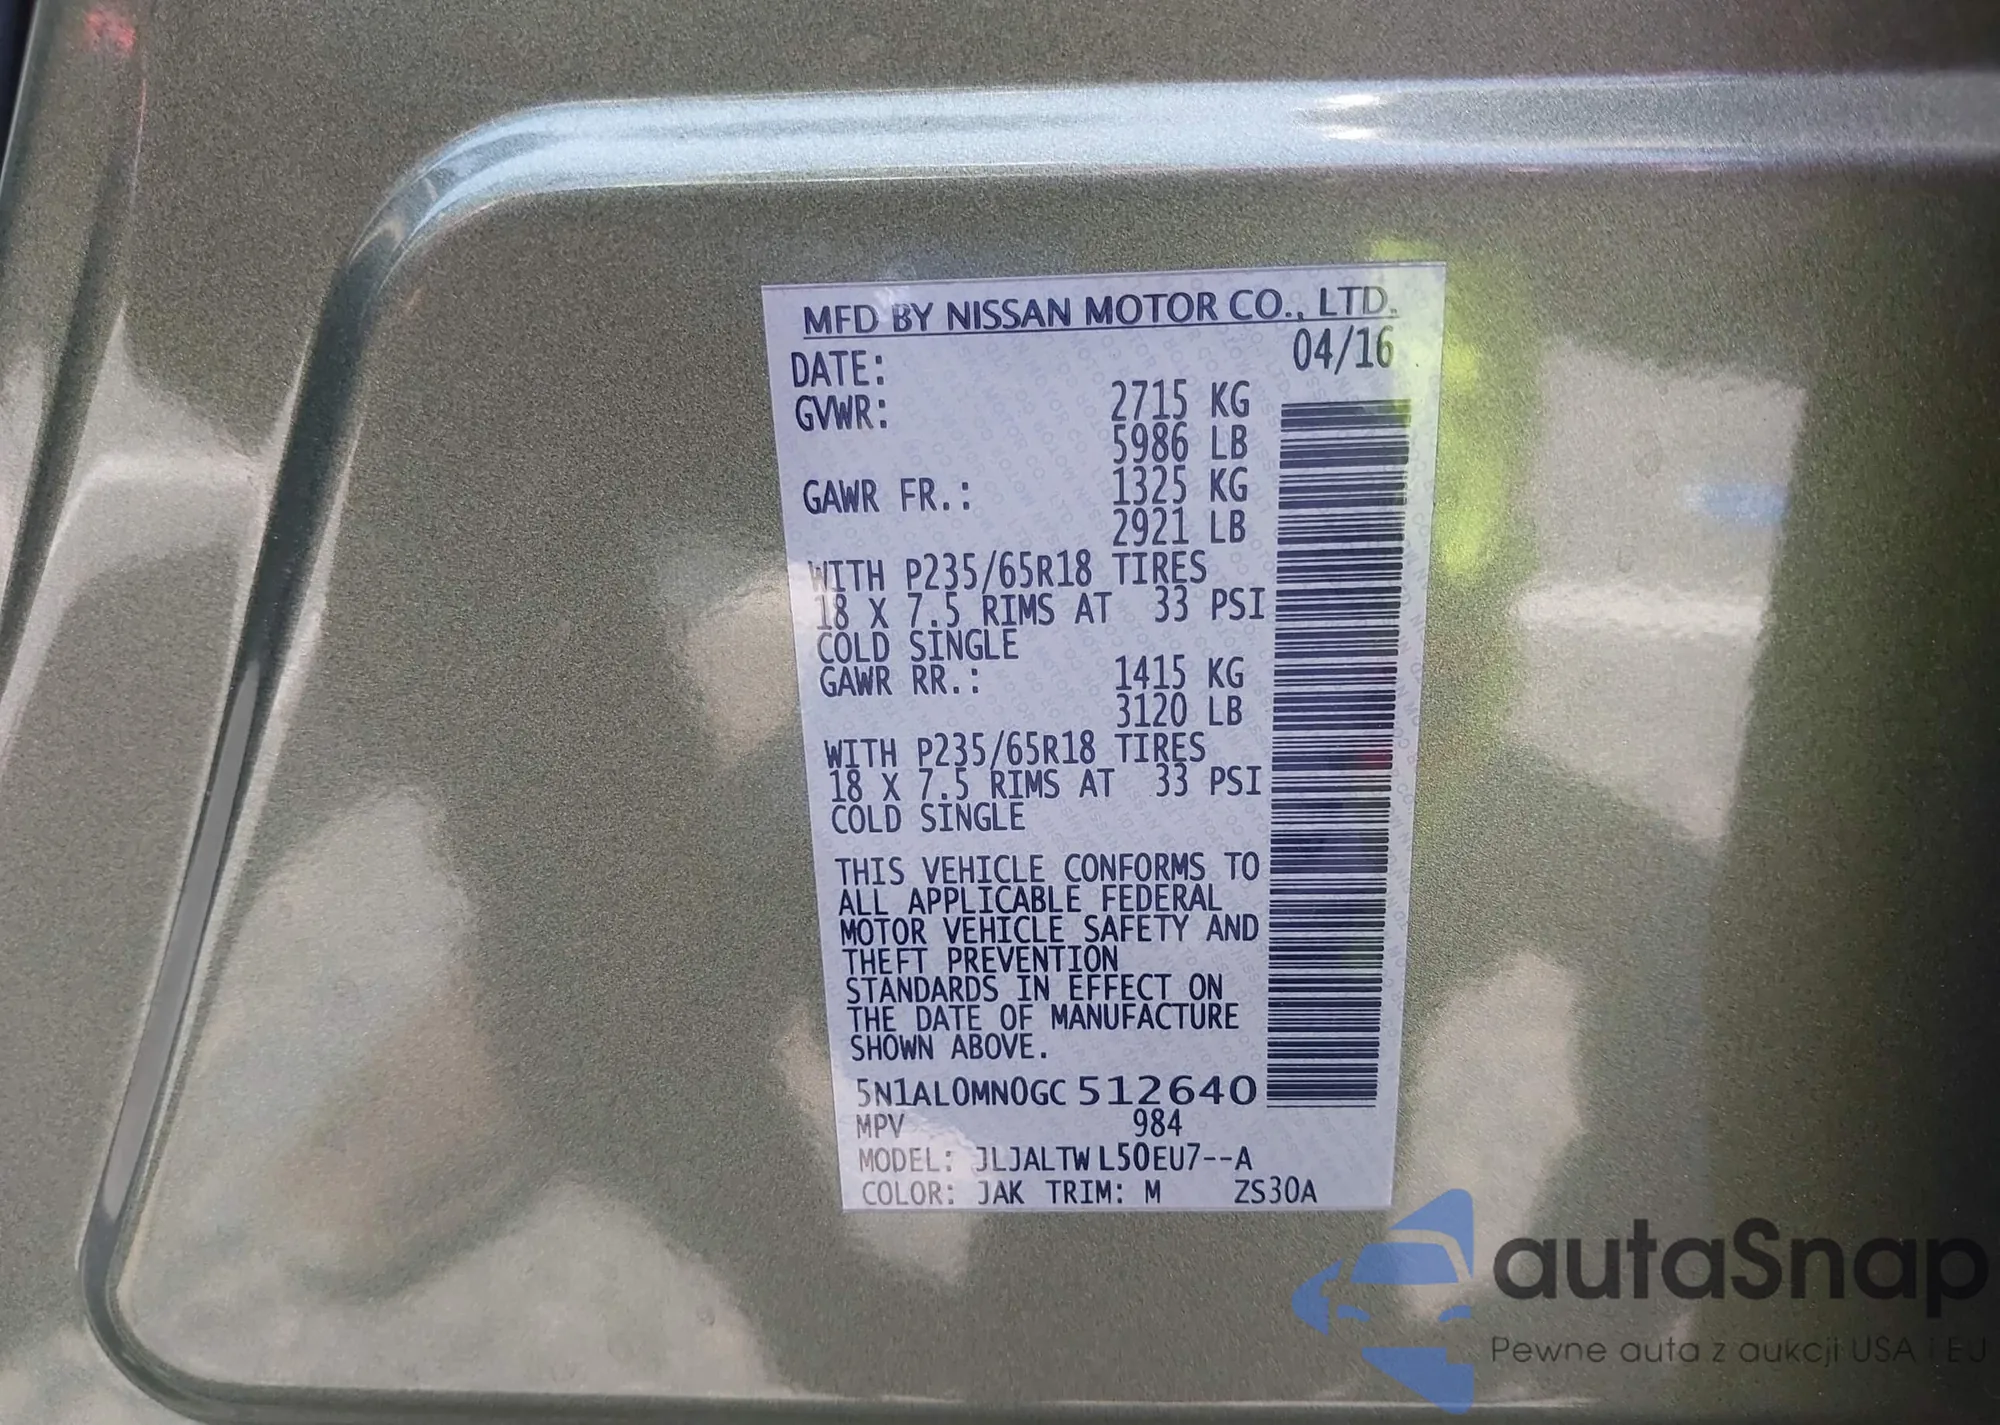 MFD BY NISSAN MOTOR CO., LTD.
DATE: 04/16
GVWR: 2715 KG
5986 LB
GAWR FR.: 1325 KG
2921 LB
WITH P235/65R18 TIRES
18 X 7.5 RIMS AT 33 PSI
COLD SINGLE
GAWR RR.: 1415 KG
3120 LB
WITH P235/65R18 TIRES
18 X 7.5 RIMS AT 33 PSI
COLD SINGLE
THIS VEHICLE CONFORMS TO
ALL APPLICABLE FEDERAL
MOTOR VEHICLE SAFETY AND
THEFT PREVENTION
STANDARDS IN EFFECT ON
THE DATE OF MANUFACTURE
SHOWN ABOVE.
5N1AL0MN0GC 512640
MPV 984
MODEL: JLJALTW L50EU7--A
COLOR: JAK TRIM: M ZS30A
autaSnap
Pewne auta z aukcji USA i EJ